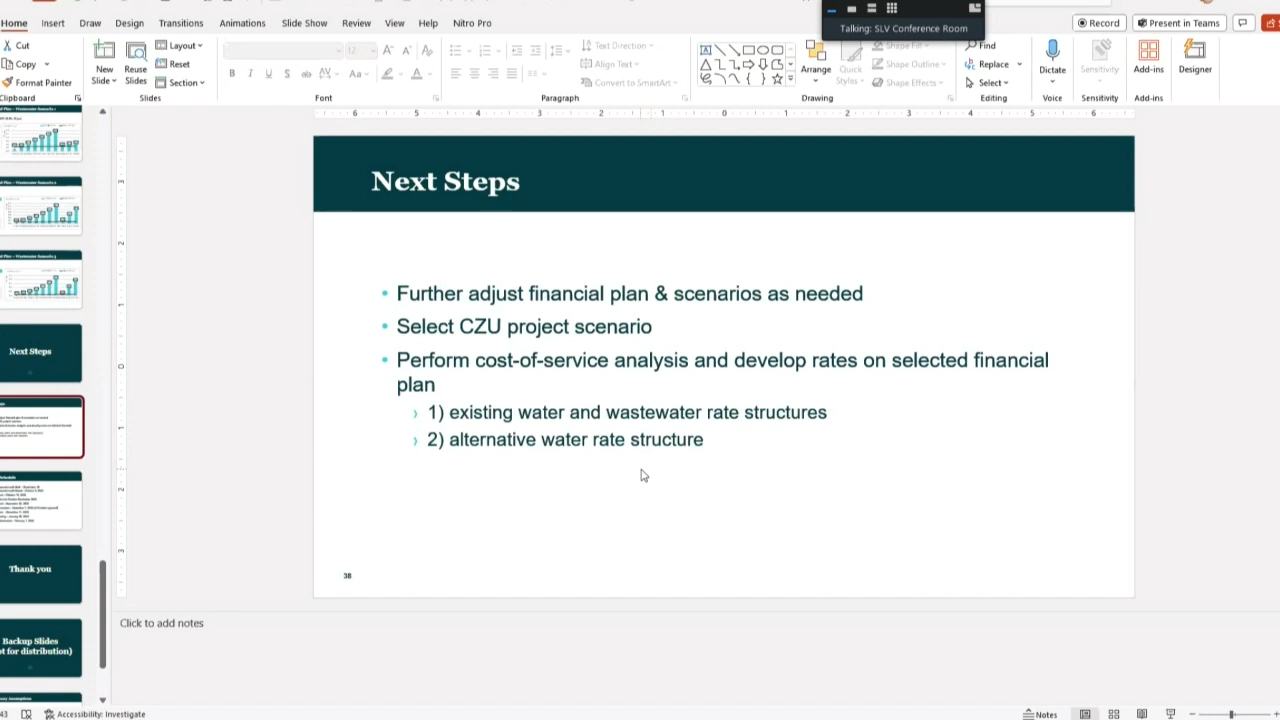 Talking: SLV Conference Room
Home Insert Draw Design Transitions Animations Slide Show Review View Help Nitro Pro
Record Present in Teams
Cut
Copy
Format Painter
Clipboard
New Slide
Reuse Slides
Layout
Reset
Section
Slides
12
Font
Text Direction
Align Text
Convert to SmartArt
Paragraph
Arrange
Quick Styles
Shape Fill
Shape Outline
Shape Effects
Drawing
Find
Replace
Select
Editing
Dictate
Voice
Sensitivity
Sensitivity
Add-ins
Add-ins
Designer
Next Steps
Thank you
Backup Slides
Next Steps
• Further adjust financial plan & scenarios as needed
• Select CZU project scenario
• Perform cost-of-service analysis and develop rates on selected financial
plan
› 1) existing water and wastewater rate structures
› 2) alternative water rate structure
38
Click to add notes
43 Accessibility: Investigate
Notes